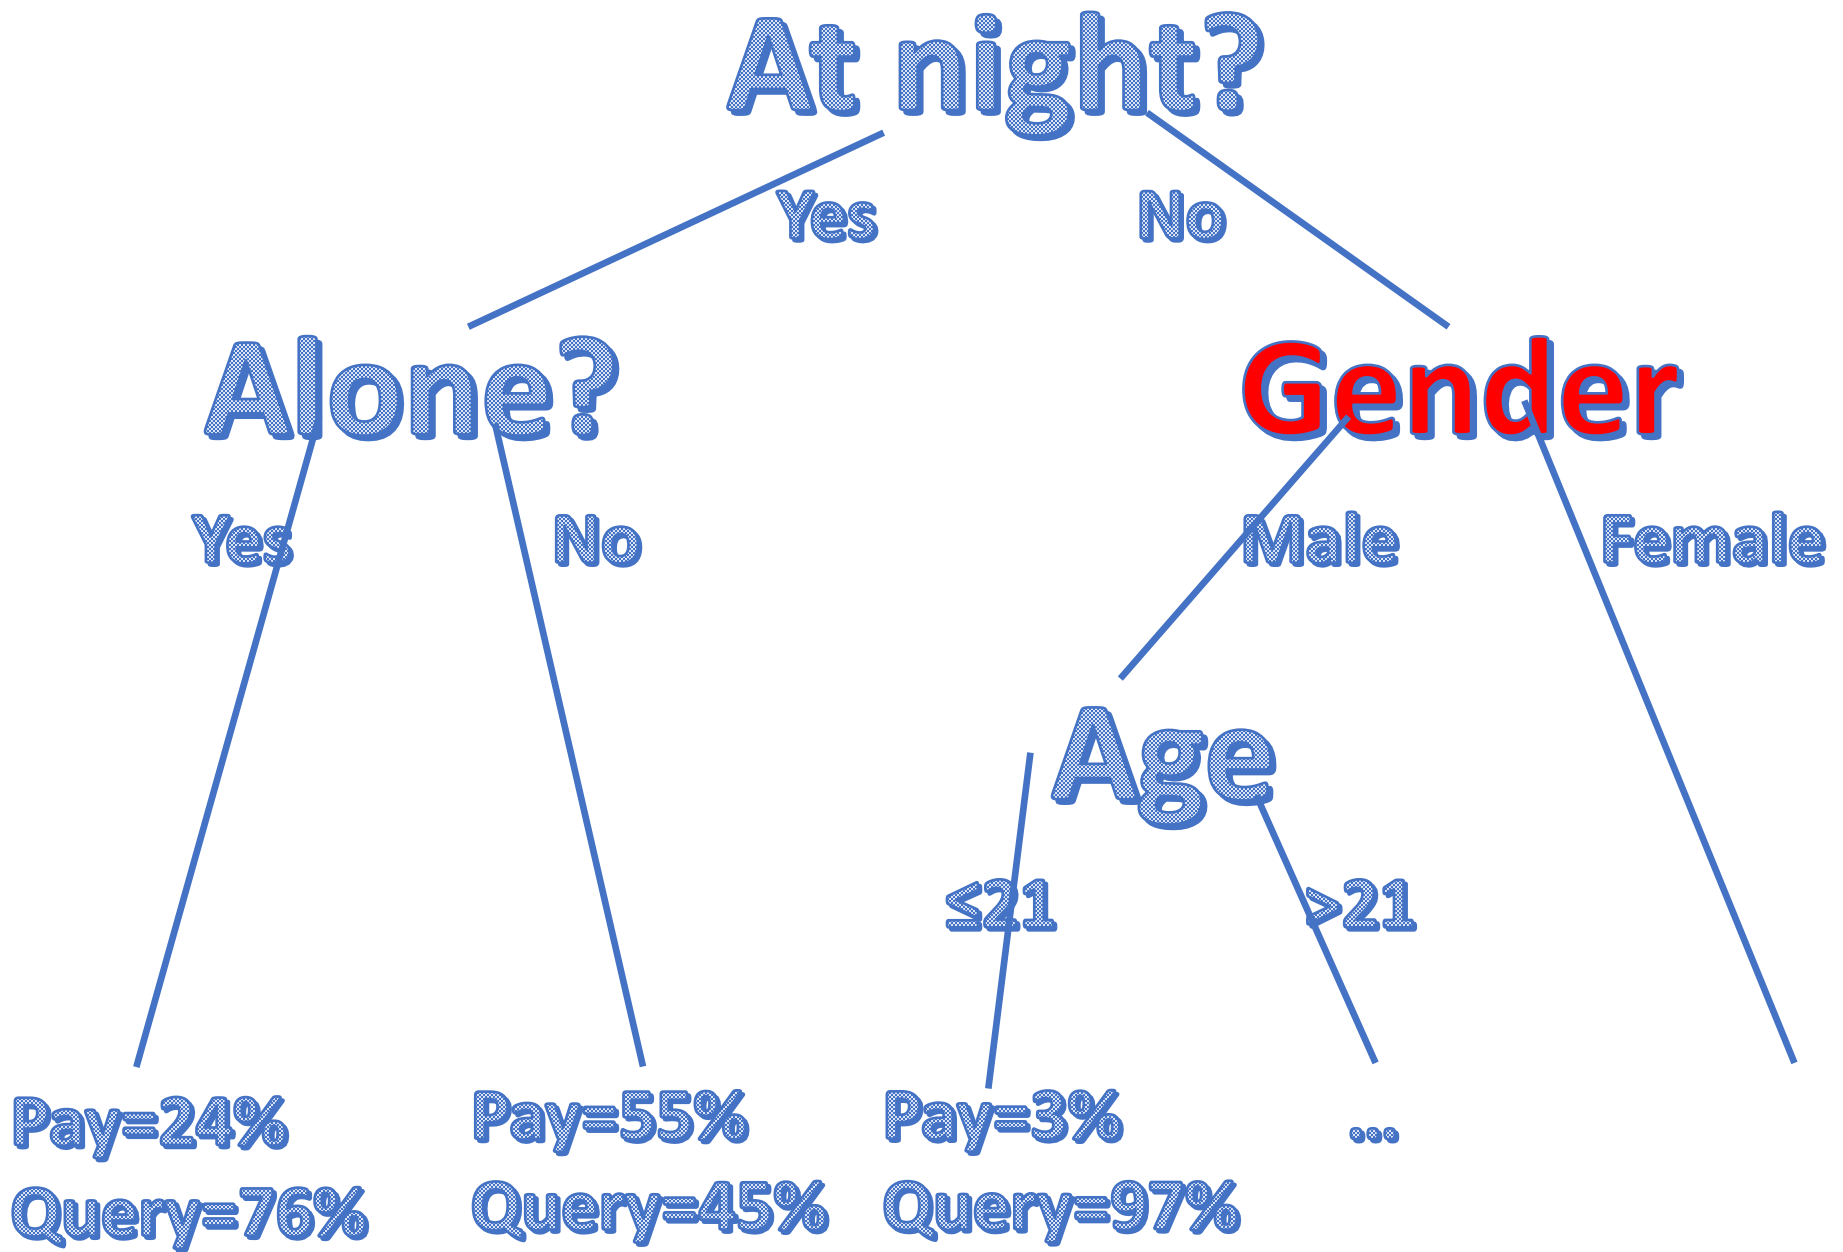 At night?
Yes
No
Alone?
Gender
Yes
No
Male
Female
Age
≤21
>21
Pay=24%
Query=76%
Pay=55%
Query=45%
Pay=3%
Query=97%
...